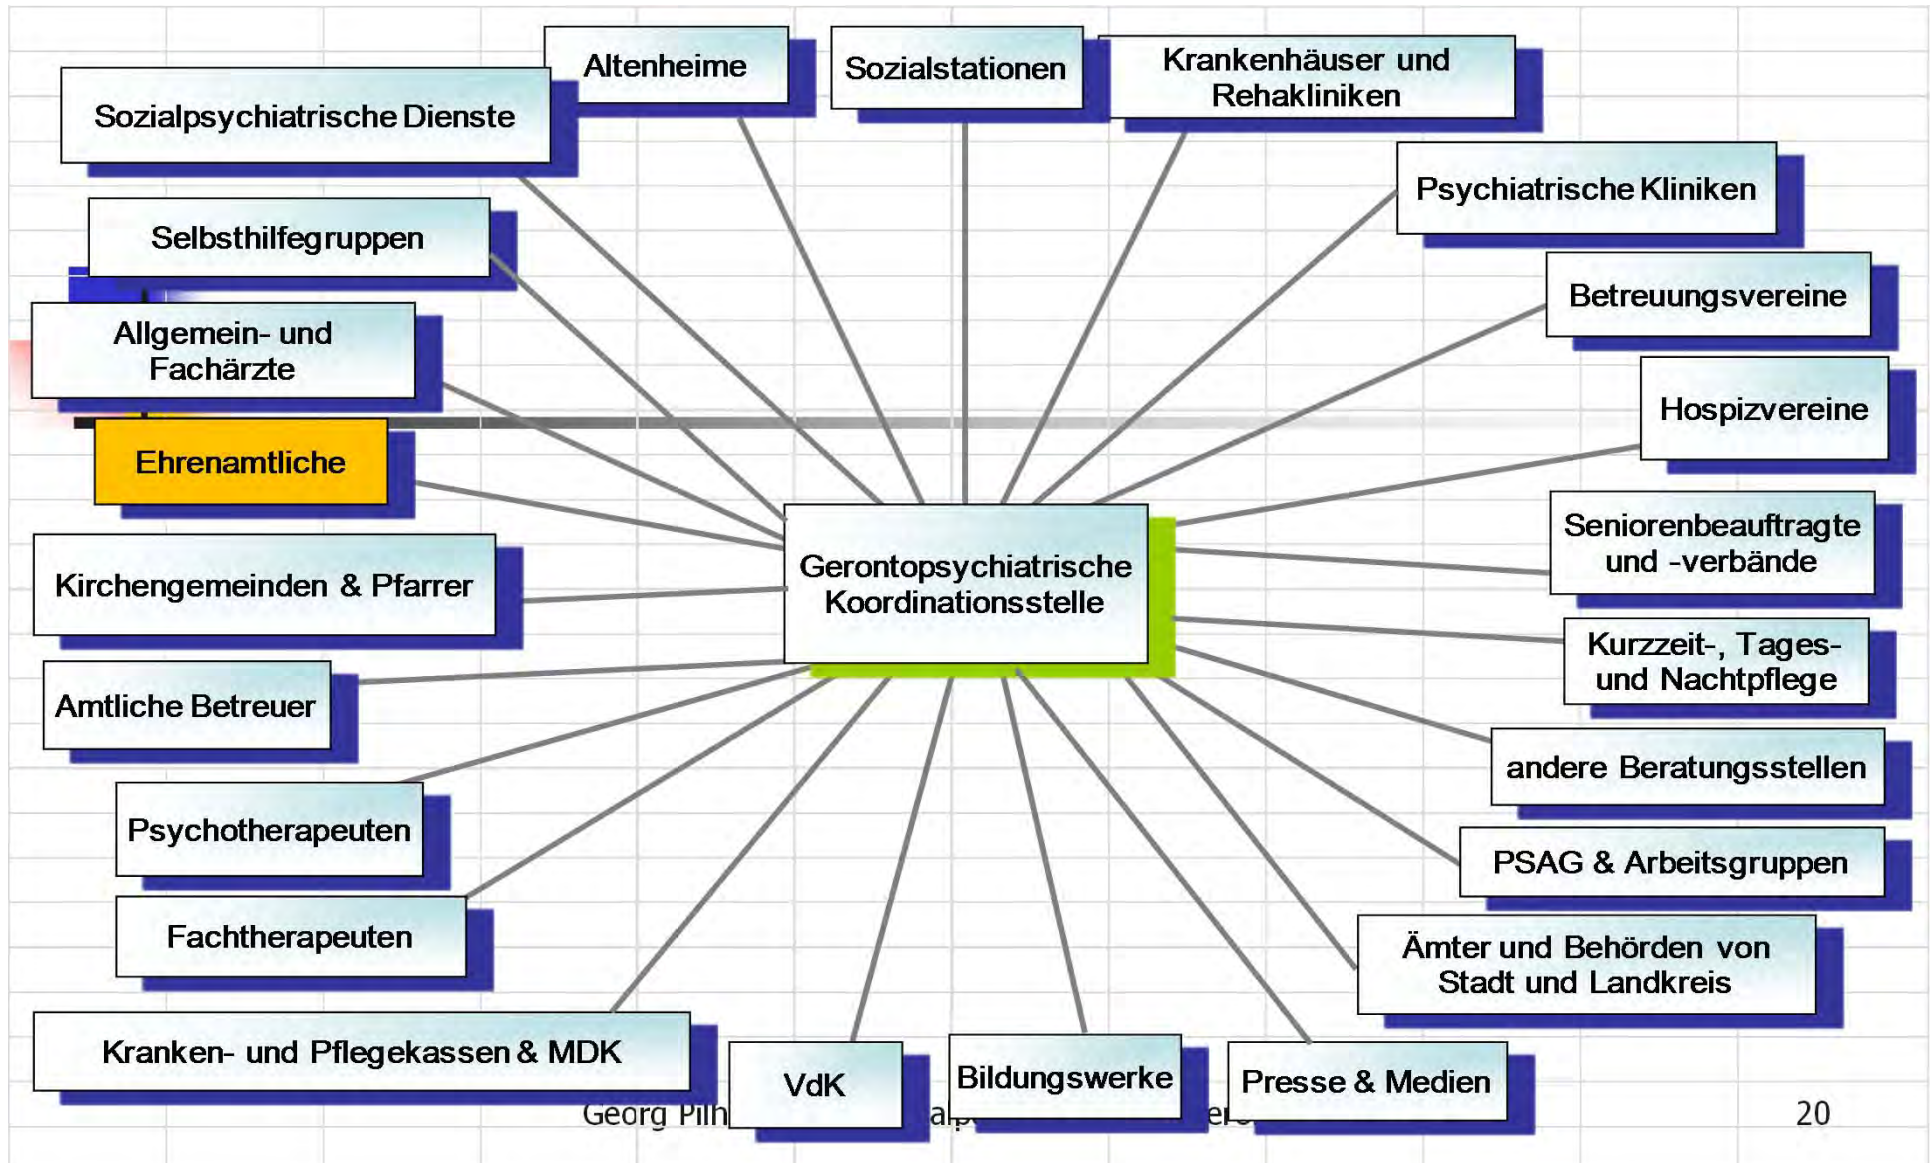 Altenheime
Sozialstationen
Krankenhäuser und
Rehakliniken
Sozialpsychiatrische Dienste
Psychiatrische Kliniken
Selbsthilfegruppen
Betreuungsvereine
Allgemein- und
Fachärzte
Hospizvereine
Ehrenamtliche
Seniorenbeauftragte
und -verbände
Gerontopsychiatrische
Koordinationsstelle
Kirchengemeinden & Pfarrer
Kurzzeit-, Tages-
und Nachtpflege
Amtliche Betreuer
andere Beratungsstellen
Psychotherapeuten
PSAG & Arbeitsgruppen
Fachtherapeuten
Ämter und Behörden von
Stadt und Landkreis
Kranken- und Pflegekassen & MDK
VdK
Bildungswerke
Presse & Medien
Georg
20